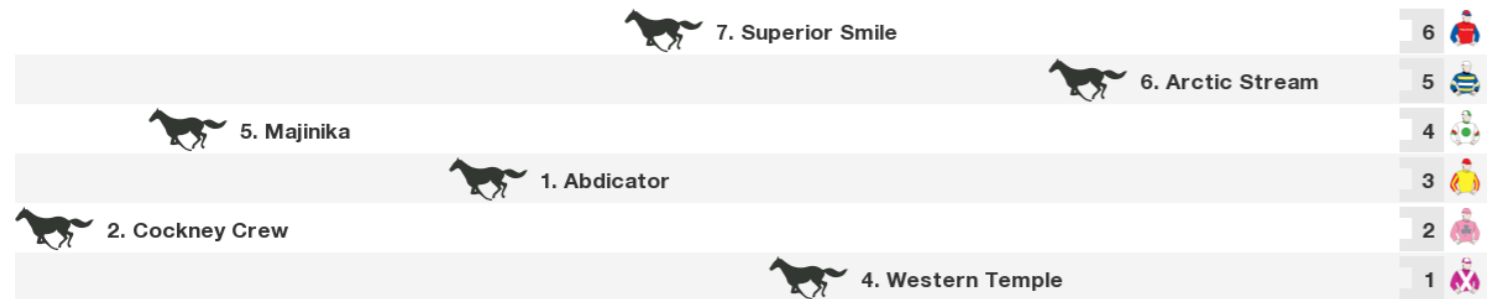 7. Superior Smile 6
6. Arctic Stream 5
5. Majinika 4
1. Abdicator 3
2. Cockney Crew 2
4. Western Temple 1